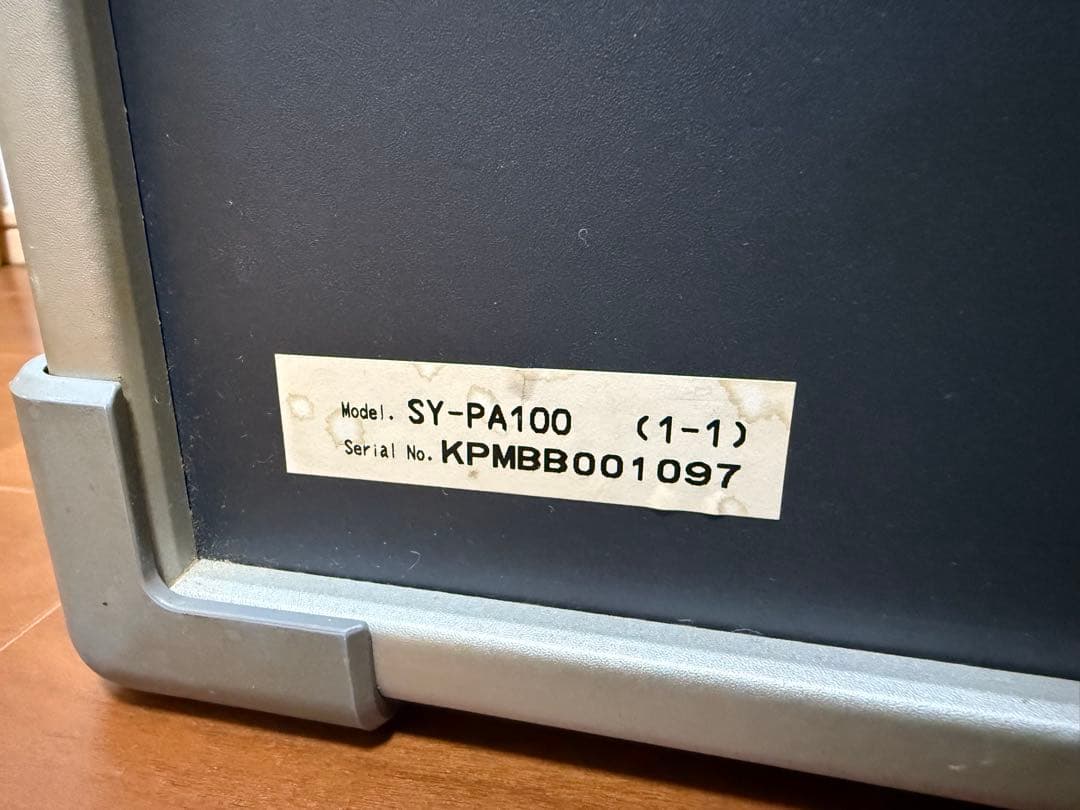 Model. SY-PA100 (1-1)
Serial No. KPMBB001097